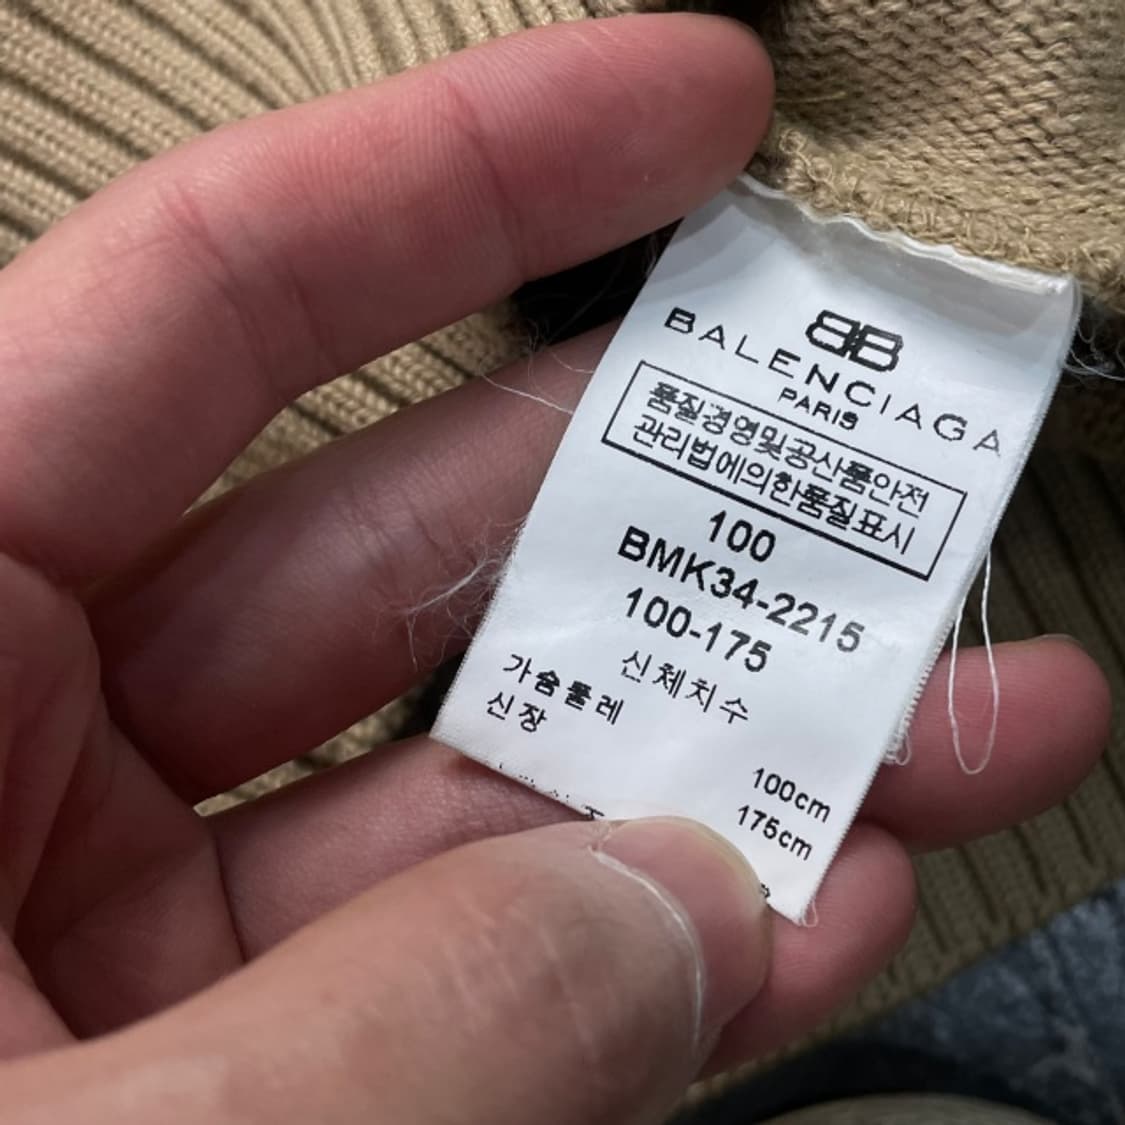 BB
BALENCIAGA
PARIS
품질경영및공산품안전
관리법에의한품질표시
100
BMK34-2215
100-175
신체치수
가슴둘레 100cm
신장 175cm